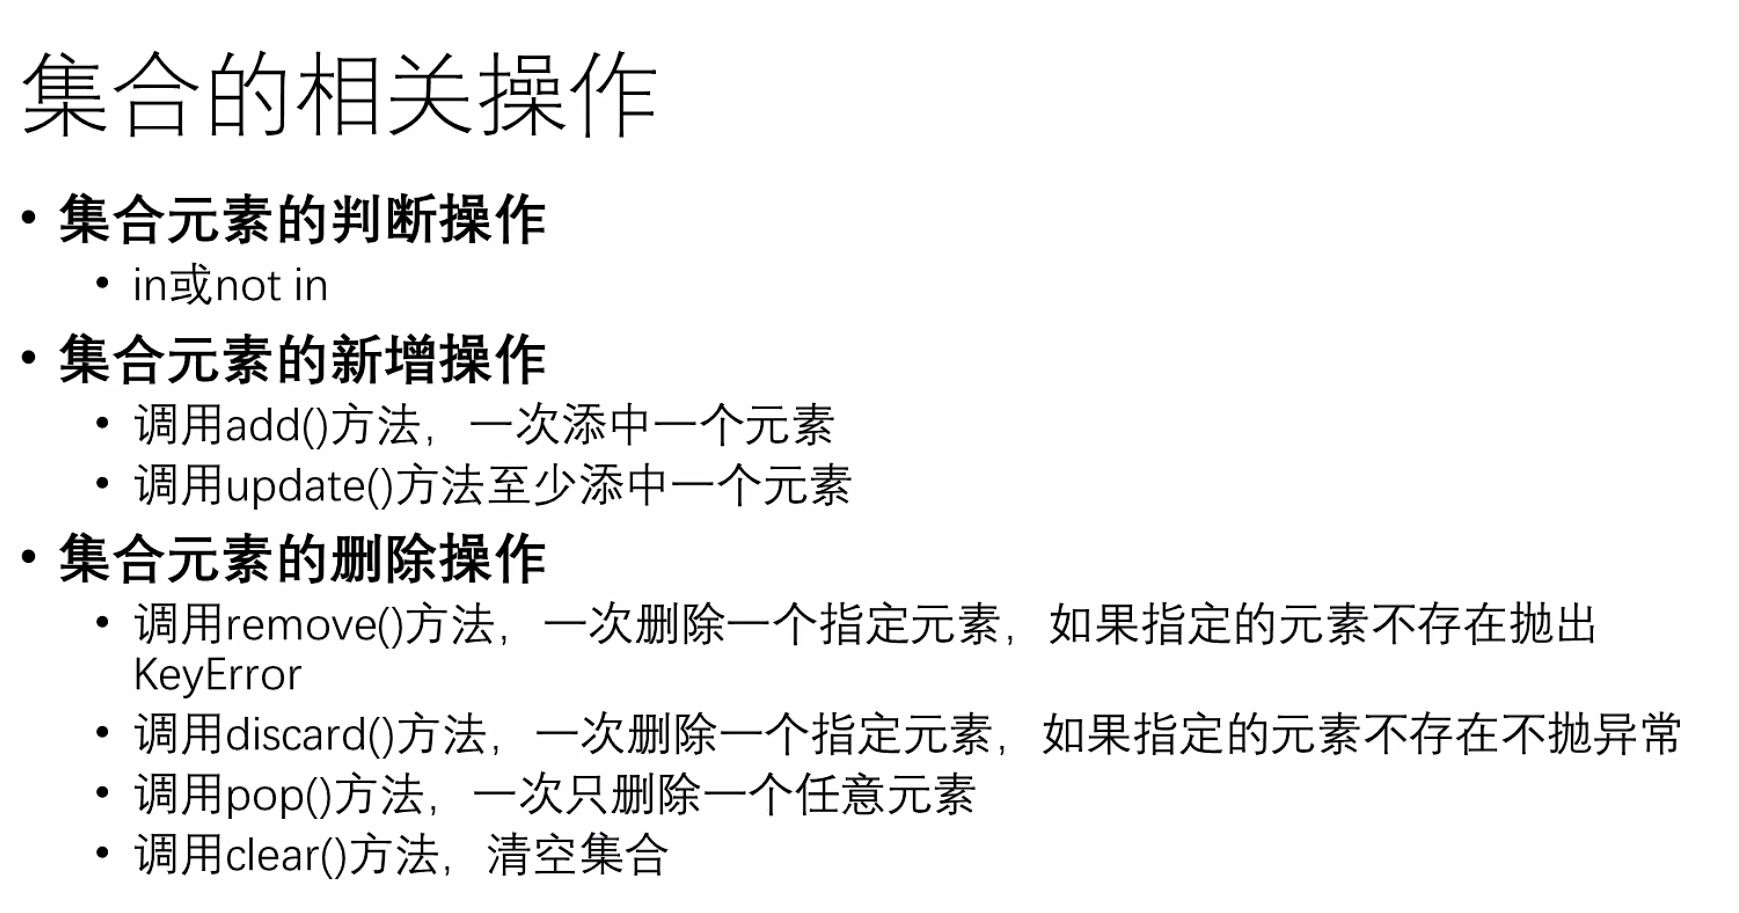 集合的相关操作
• 集合元素的判断操作
• in或not in
• 集合元素的新增操作
• 调用add()方法，一次添中一个元素
• 调用update()方法至少添中一个元素
• 集合元素的删除操作
• 调用remove()方法，一次删除一个指定元素，如果指定的元素不存在抛出
KeyError
• 调用discard()方法，一次删除一个指定元素，如果指定的元素不存在不抛异常
• 调用pop()方法，一次只删除一个任意元素
• 调用clear()方法，清空集合